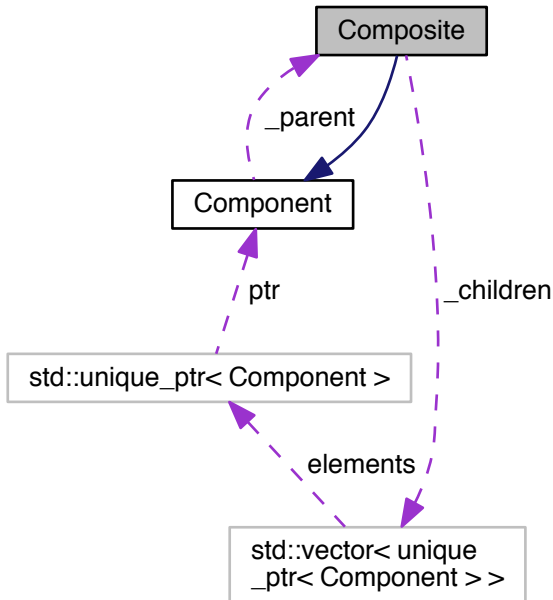 Composite
_parent
Component
ptr
_children
std::unique_ptr< Component >
elements
std::vector< unique
_ptr< Component > >